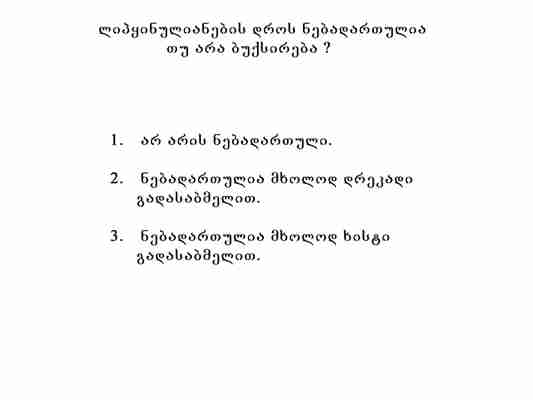 ლიპყინულიანების დროს ნებადართულია
თუ არა ბუქსირება ?
1. არ არის ნებადართული.
2. ნებადართულია მხოლოდ დრეკადი
გადასაბმელით.
3. ნებადართულია მხოლოდ ხისტი
გადასაბმელით.